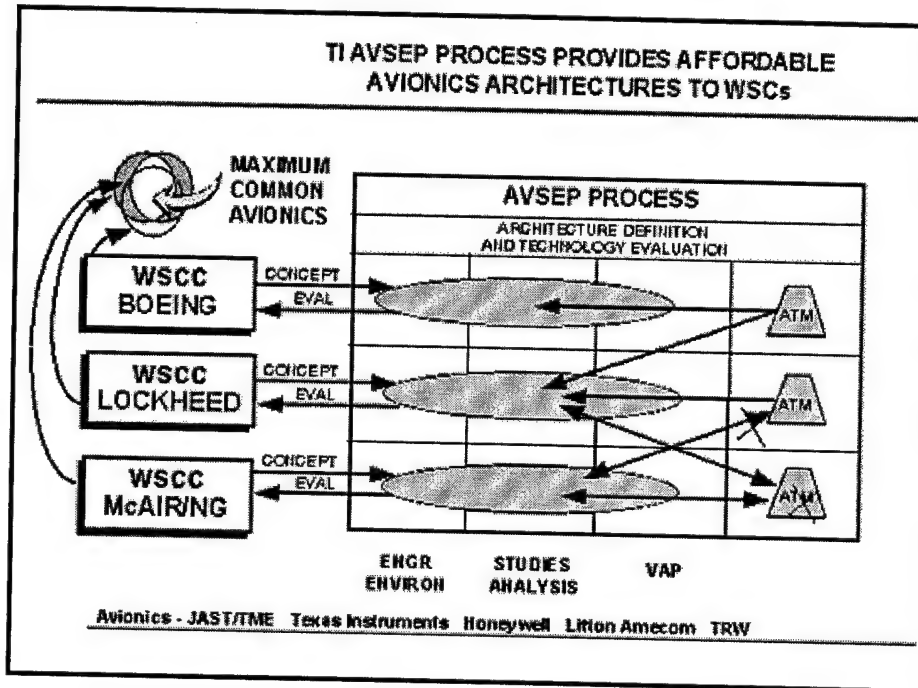 TI AVSEP PROCESS PROVIDES AFFORDABLE
AVIONICS ARCHITECTURES TO WSCs
MAXIMUM
COMMON
AVIONICS
AVSEP PROCESS
ARCHITECTURE DEFINITION
AND TECHNOLOGY EVALUATION
WSCC
BOEING
CONCEPT
EVAL
ATM
WSCC
LOCKHEED
CONCEPT
EVAL
ATM
WSCC
McAIR/NG
CONCEPT
EVAL
ATM
ENGR
ENVIRON
STUDIES
ANALYSIS
VAP
Avionics - JAST/TME Texas Instruments Honeywell Litton Amecom TRW